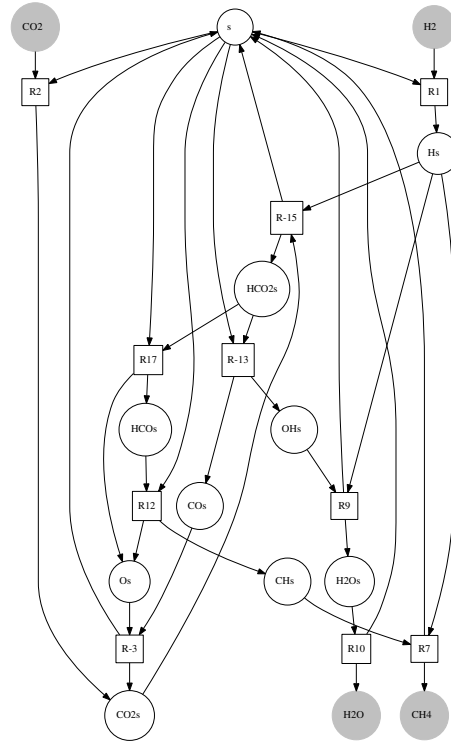 CO2
s
H2
R2
R1
Hs
R-15
HCO2s
R17
R-13
HCOs
OHs
R12
COs
R9
Os
CHs
H2Os
R-3
R10
R7
CO2s
H2O
CH4